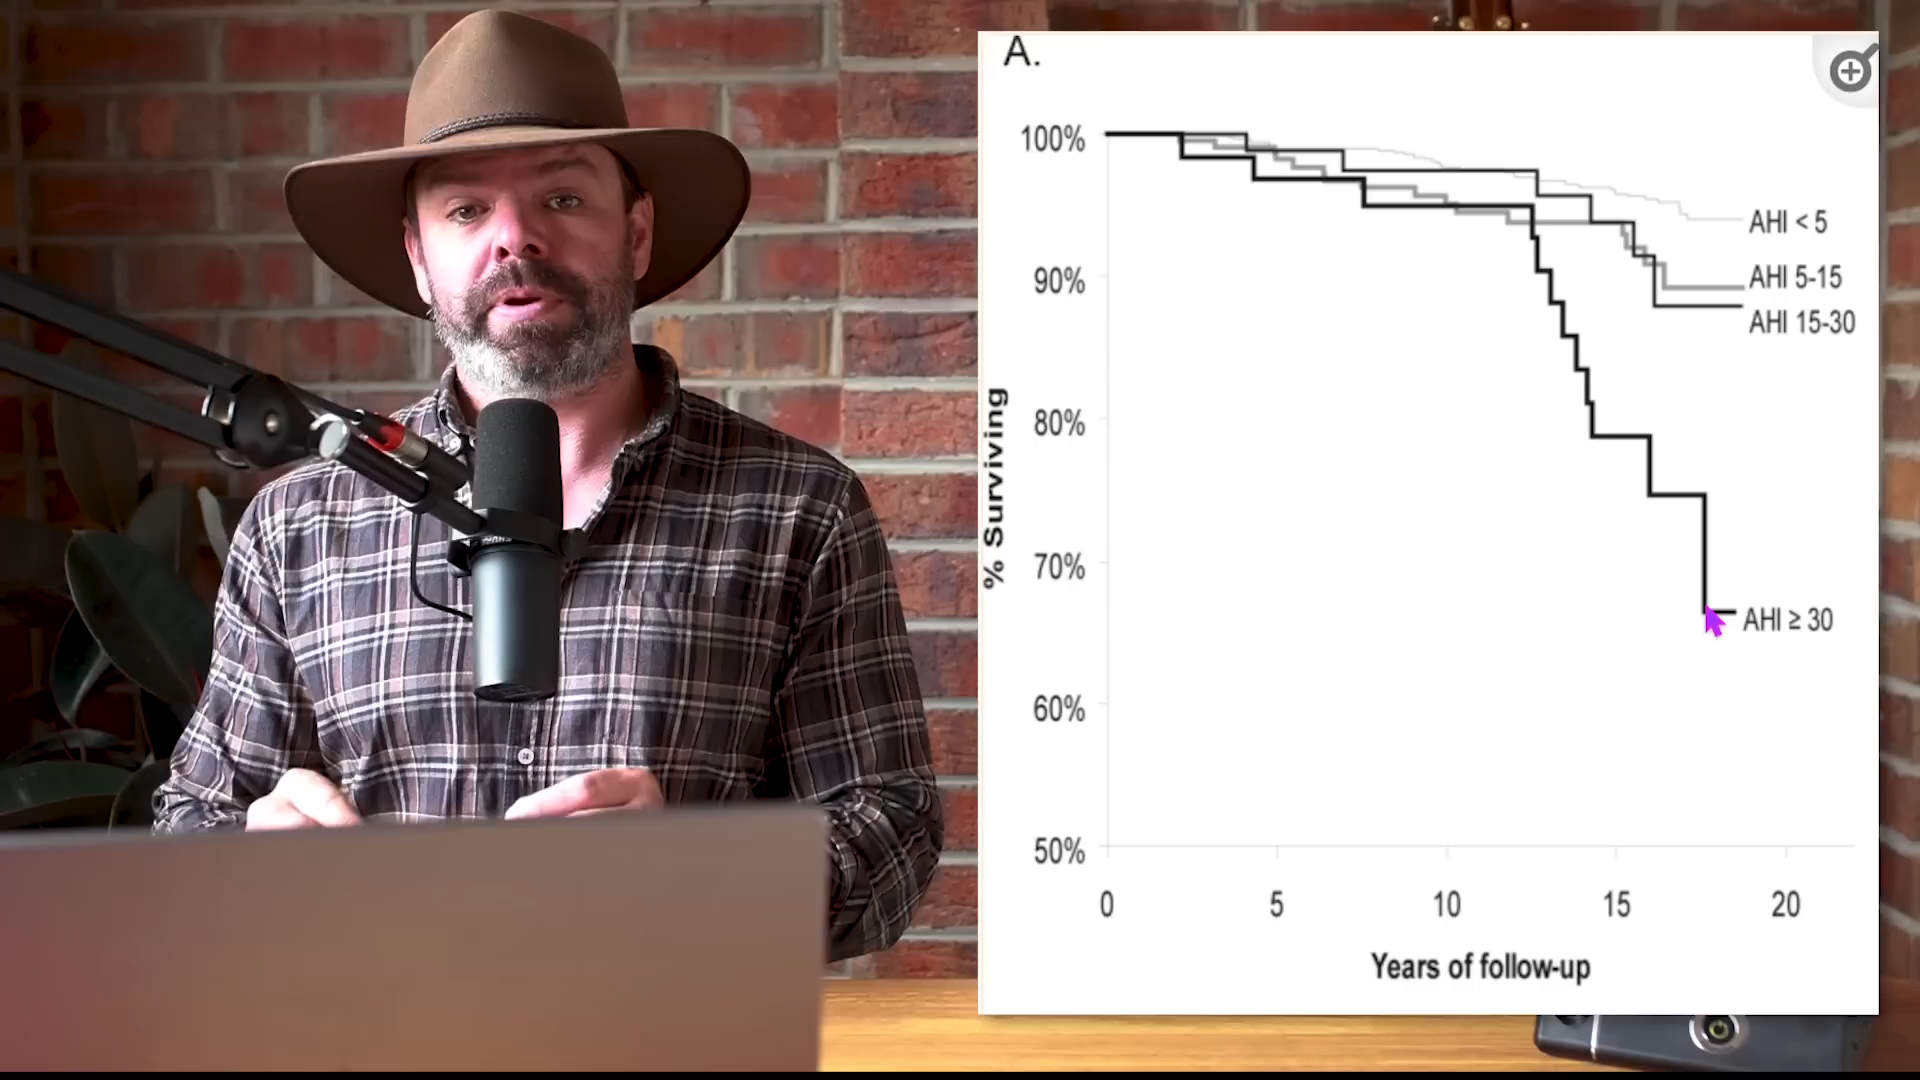 A.
100%
90%
80%
70%
60%
50%
% Surviving
AHI < 5
AHI 5-15
AHI 15-30
AHI ≥ 30
0 5 10 15 20
Years of follow-up